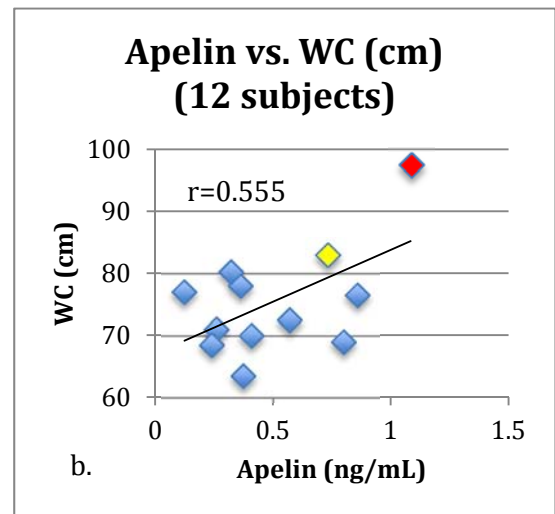 Apelin vs. WC (cm)
(12 subjects)
r=0.555
WC (cm)
100
90
80
70
60
0
0.5
1
1.5
b.
Apelin (ng/mL)